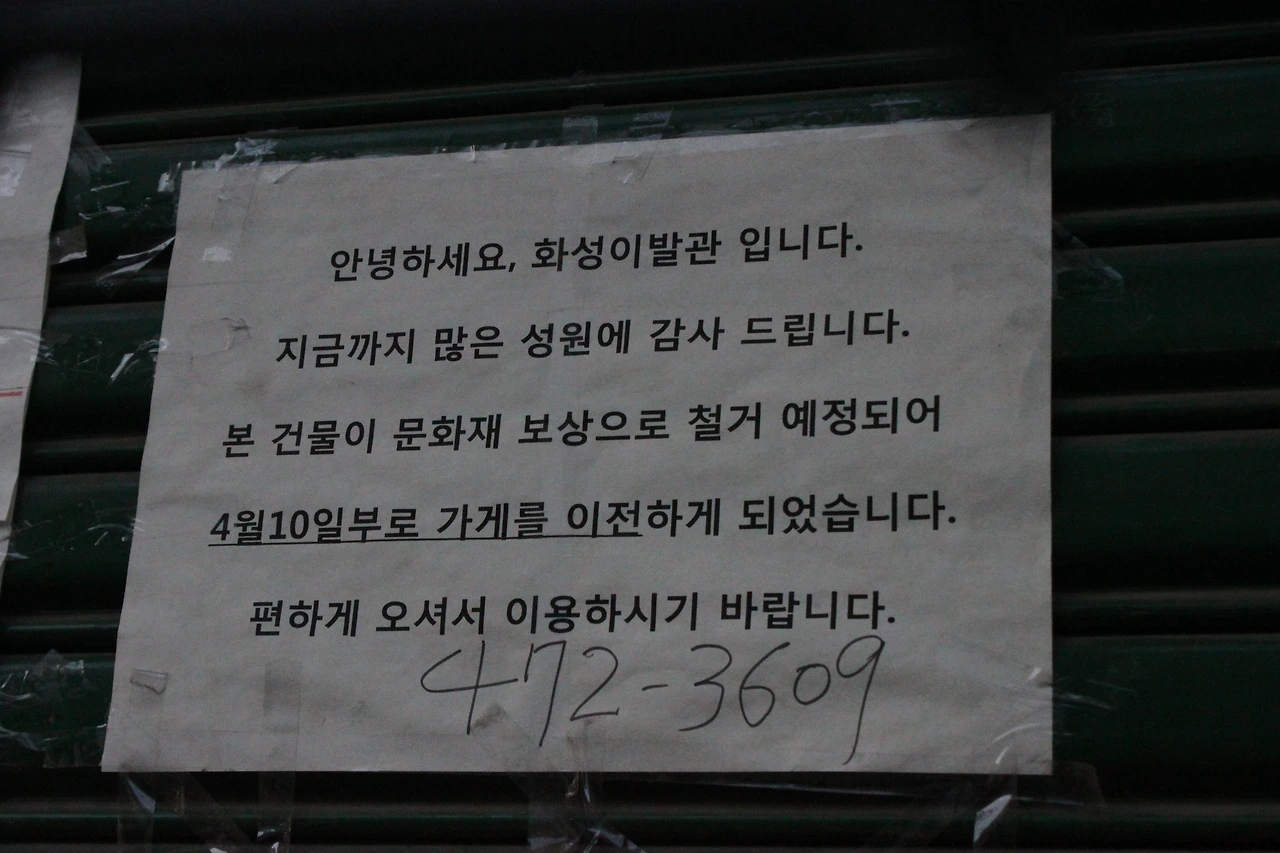 안녕하세요, 화성이발관 입니다.
지금까지 많은 성원에 감사 드립니다.
본 건물이 문화재 보상으로 철거 예정되어
4월10일부로 가게를 이전하게 되었습니다.
편하게 오셔서 이용하시기 바랍니다.
472-3609